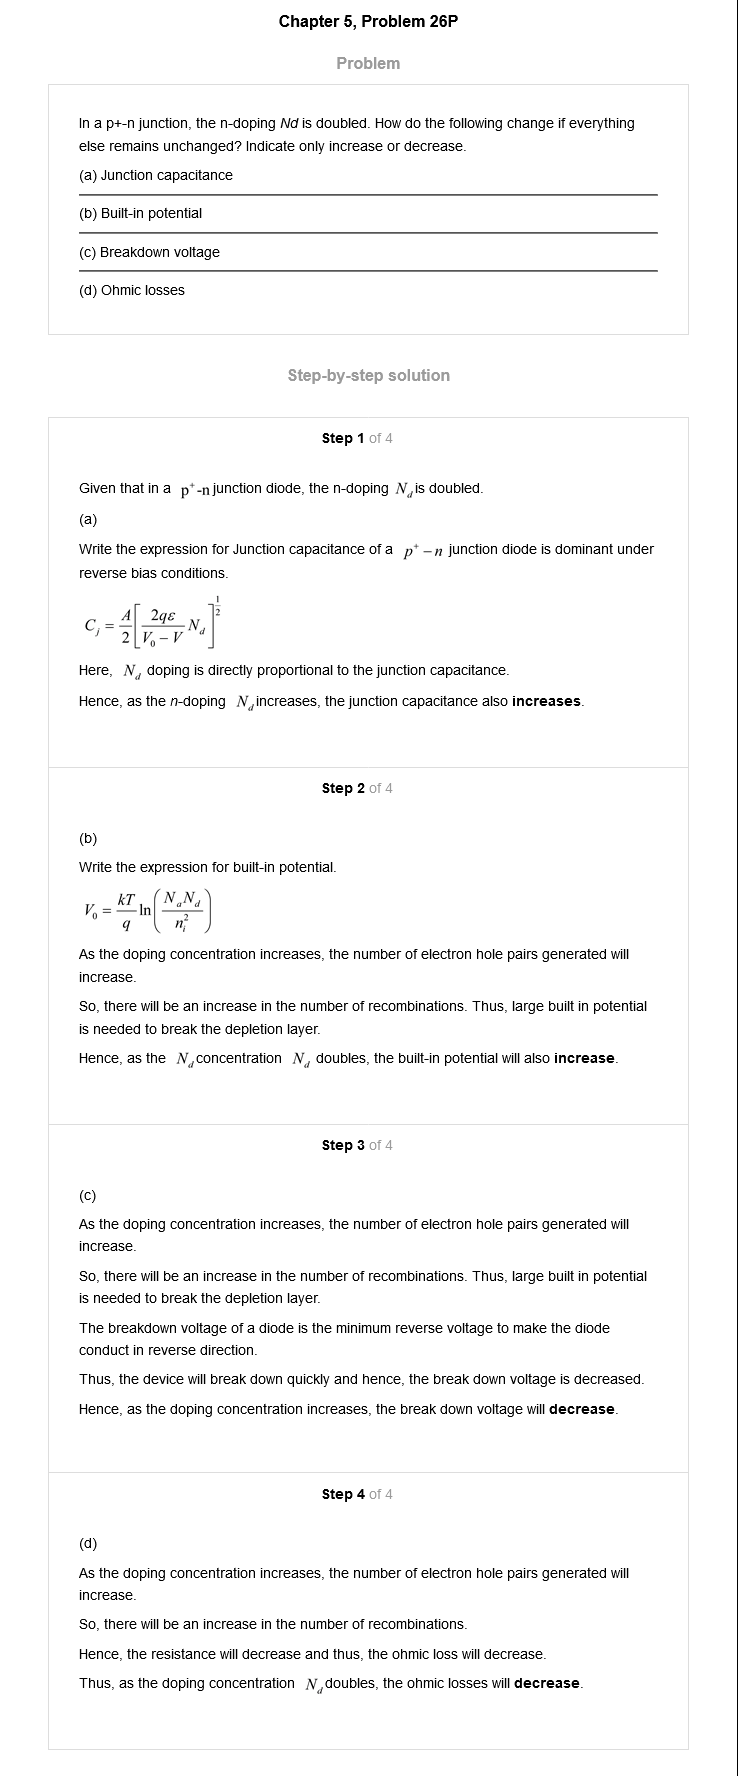 Chapter 5, Problem 26P
Problem
In a p+-n junction, the n-doping Nd is doubled. How do the following change if everything
else remains unchanged? Indicate only increase or decrease.
(a) Junction capacitance
(b) Built-in potential
(c) Breakdown voltage
(d) Ohmic losses
Step-by-step solution
Step 1 of 4
Given that in a p⁺-n junction diode, the n-doping N_d is doubled.
(a)
Write the expression for Junction capacitance of a p⁺ − n junction diode is dominant under
reverse bias conditions.
C_j = A/2 [ 2qε/(V_0 − V) N_d ]^(1/2)
Here, N_d doping is directly proportional to the junction capacitance.
Hence, as the n-doping N_d increases, the junction capacitance also increases.
Step 2 of 4
(b)
Write the expression for built-in potential.
V_0 = kT/q ln( N_a N_d / n_i^2 )
As the doping concentration increases, the number of electron hole pairs generated will
increase.
So, there will be an increase in the number of recombinations. Thus, large built in potential
is needed to break the depletion layer.
Hence, as the N_d concentration N_d doubles, the built-in potential will also increase.
Step 3 of 4
(c)
As the doping concentration increases, the number of electron hole pairs generated will
increase.
So, there will be an increase in the number of recombinations. Thus, large built in potential
is needed to break the depletion layer.
The breakdown voltage of a diode is the minimum reverse voltage to make the diode
conduct in reverse direction.
Thus, the device will break down quickly and hence, the break down voltage is decreased.
Hence, as the doping concentration increases, the break down voltage will decrease.
Step 4 of 4
(d)
As the doping concentration increases, the number of electron hole pairs generated will
increase.
So, there will be an increase in the number of recombinations.
Hence, the resistance will decrease and thus, the ohmic loss will decrease.
Thus, as the doping concentration N_d doubles, the ohmic losses will decrease.